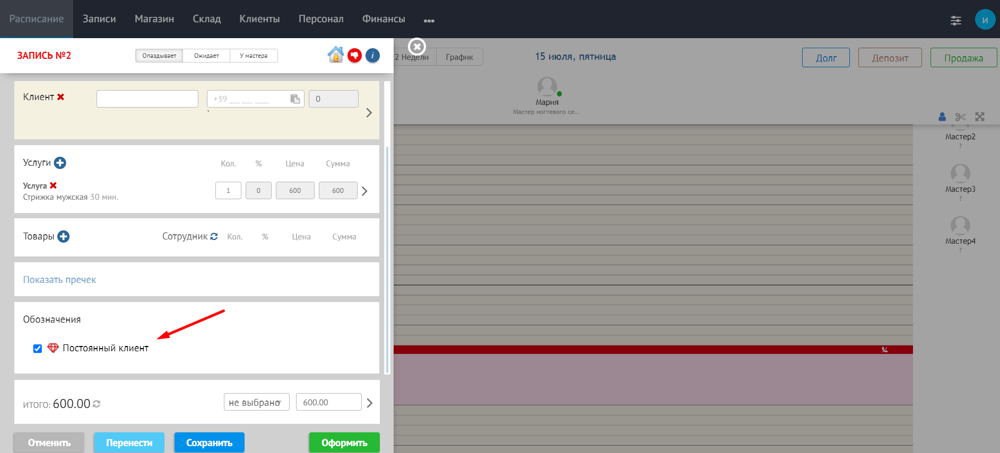 Расписание Записи Магазин Склад Клиенты Персонал Финансы ... и
ЗАПИСЬ №2 Опаздывает Ожидает У мастера i
2 Недели График 15 июля, пятница Долг Депозит Продажа
Клиент +39 ___ ___ ____ 0
`
Мария
Мастер ногтевого се...
Услуги Кол. % Цена Сумма
Услуга 1 0 600 600
Стрижка мужская 30 мин.
Товары Сотрудник Кол. % Цена Сумма
Показать пречек
Обозначения
Постоянный клиент
ИТОГО: 600.00 не выбрано 600.00
Отменить Перенести Сохранить Оформить
Мастер2
?
Мастер3
?
Мастер4
?